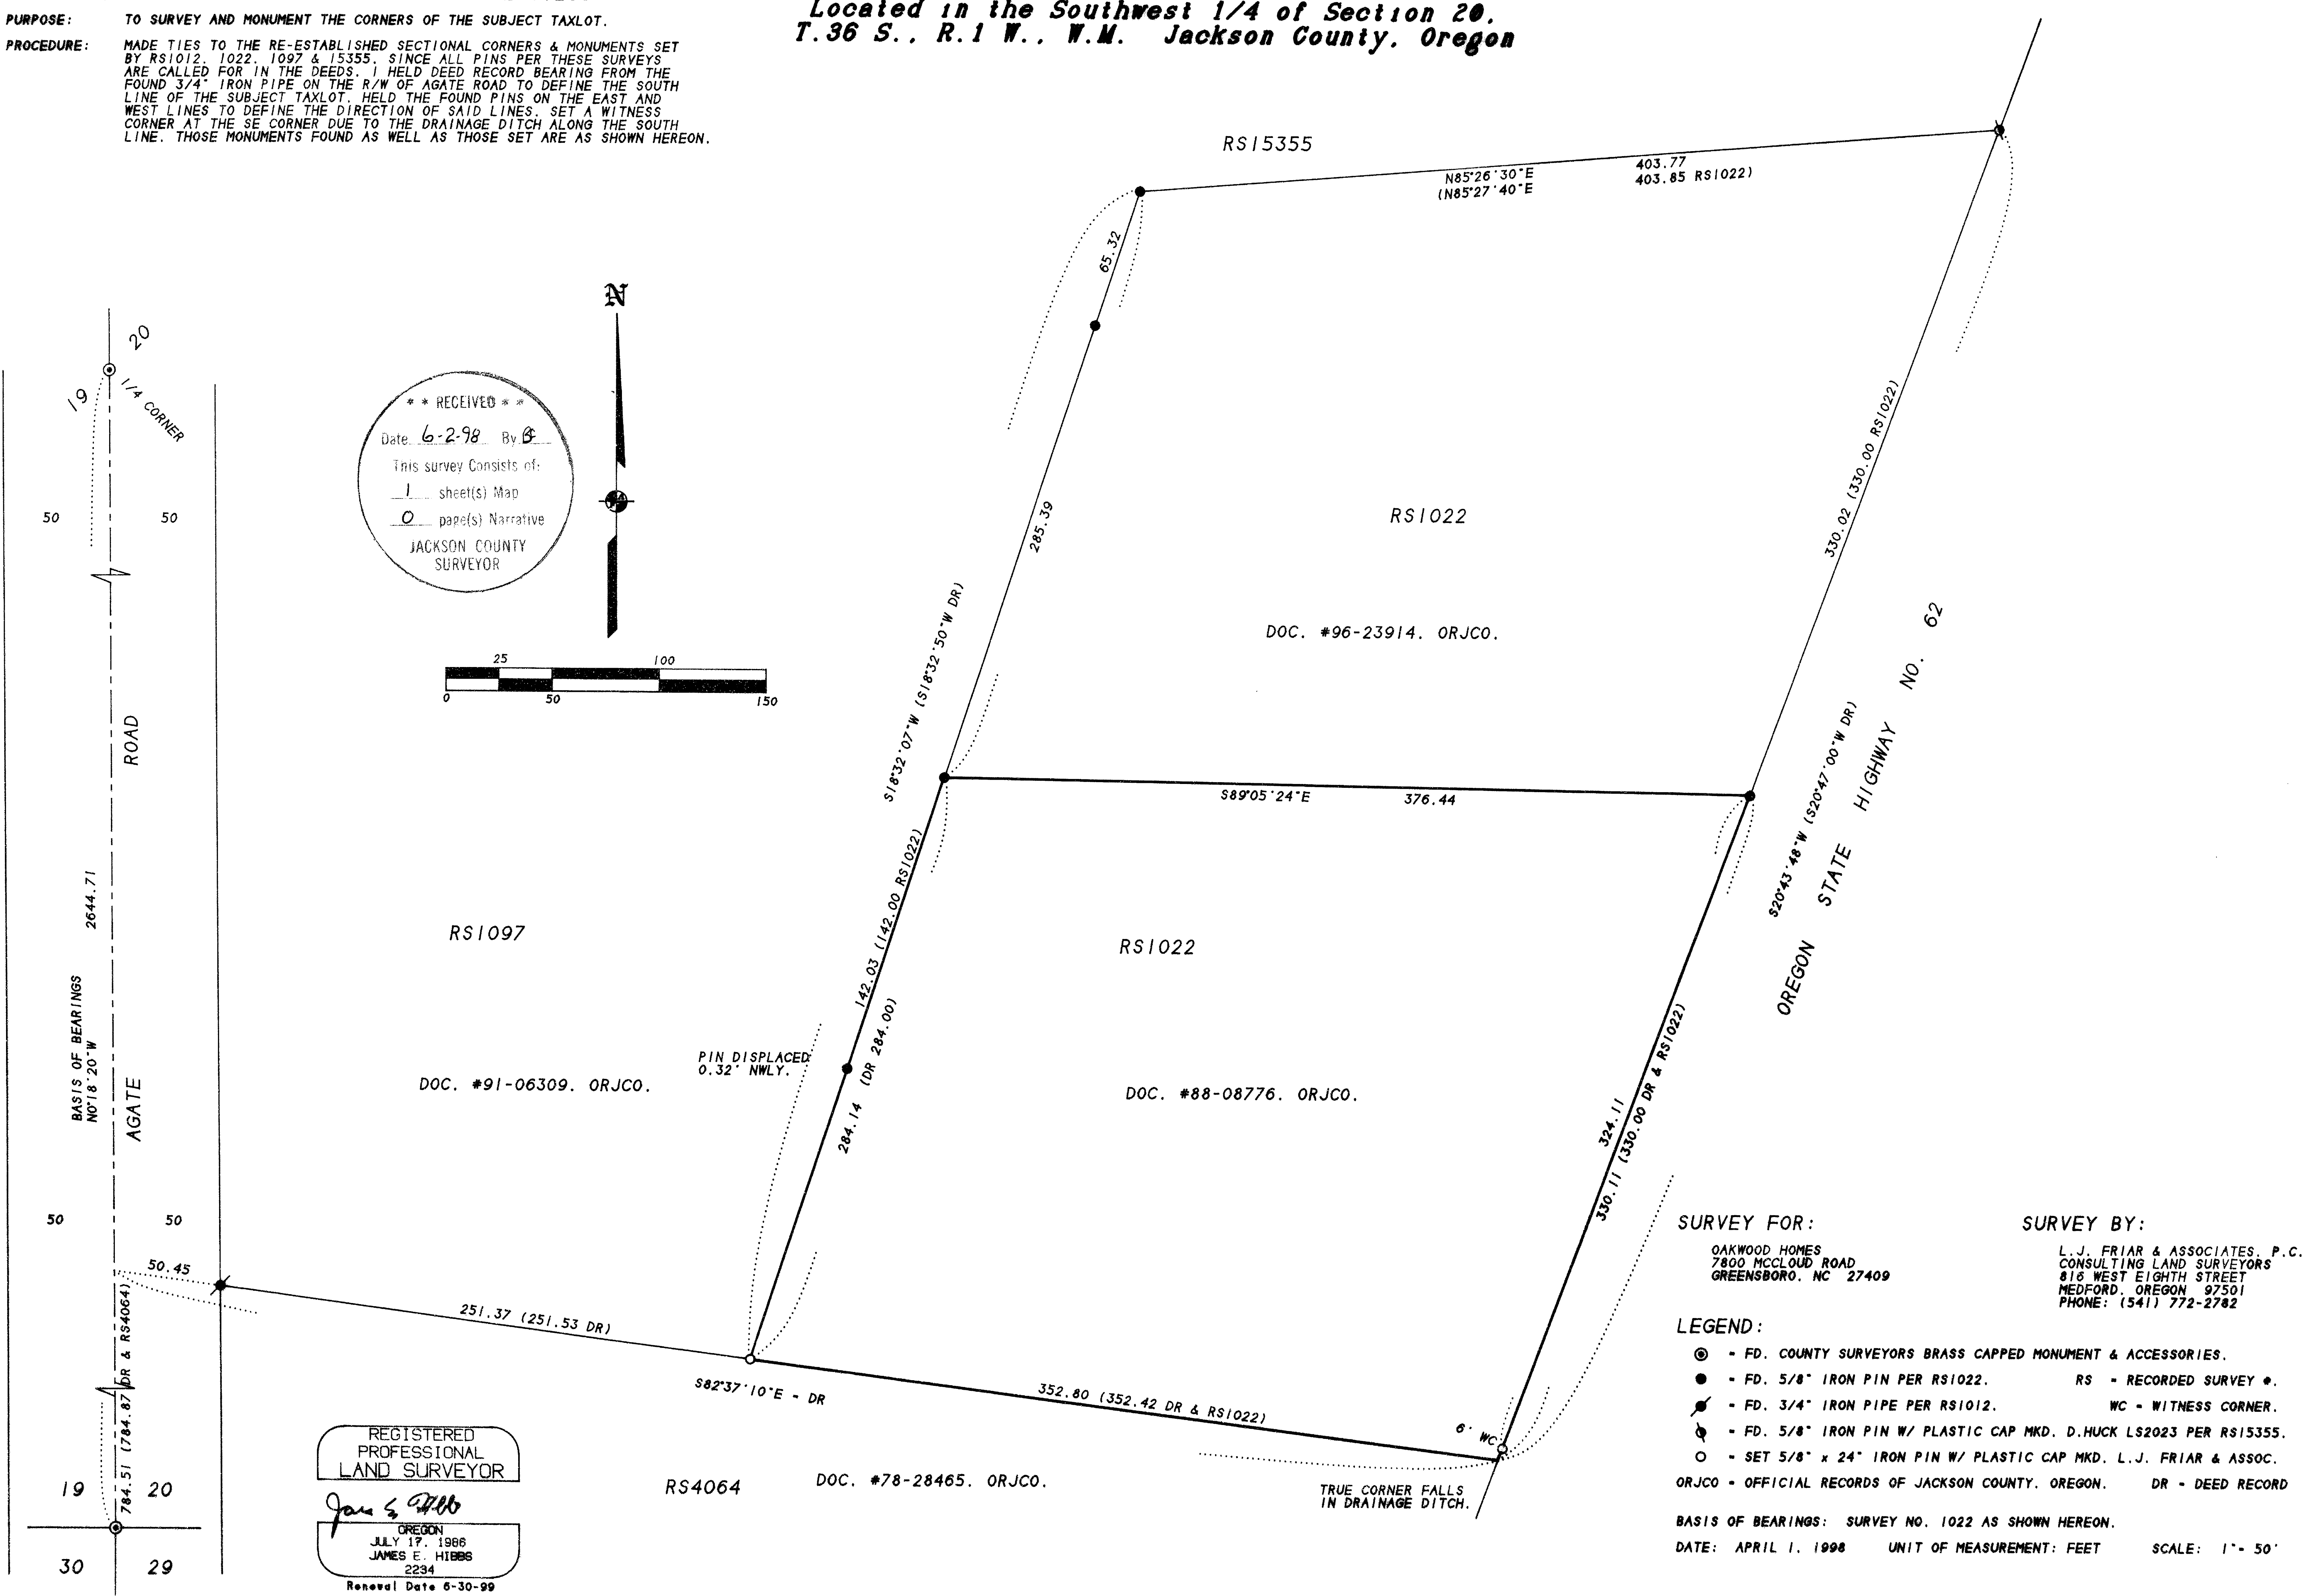 Located in the Southwest 1/4 of Section 20,
T.36 S., R.1 W., W.M. Jackson County, Oregon
PURPOSE: TO SURVEY AND MONUMENT THE CORNERS OF THE SUBJECT TAXLOT.
PROCEDURE: MADE TIES TO THE RE-ESTABLISHED SECTIONAL CORNERS & MONUMENTS SET
BY RS1012, 1022, 1097 & 15355. SINCE ALL PINS PER THESE SURVEYS
ARE CALLED FOR IN THE DEEDS, I HELD DEED RECORD BEARING FROM THE
FOUND 3/4" IRON PIPE ON THE R/W OF AGATE ROAD TO DEFINE THE SOUTH
LINE OF THE SUBJECT TAXLOT. HELD THE FOUND PINS ON THE EAST AND
WEST LINES TO DEFINE THE DIRECTION OF SAID LINES. SET A WITNESS
CORNER AT THE SE CORNER DUE TO THE DRAINAGE DITCH ALONG THE SOUTH
LINE. THOSE MONUMENTS FOUND AS WELL AS THOSE SET ARE AS SHOWN HEREON.
RS15355
N85°26'30"E 403.77
(N85°27'40"E 403.85 RS1022)
65.32
285.39
N
20
19
1/4 CORNER
50 50
* * RECEIVED * *
Date 6-2-98 By
This survey Consists of:
1 sheet(s) Map
0 page(s) Narrative
JACKSON COUNTY
SURVEYOR
25 100
0 50 150
RS1022
330.02 (330.00 RS1022)
DOC. #96-23914, ORJCO.
S18°32'07"W (S18°32'50"W DR)
S89°05'24"E 376.44
S20°43'48"W (S20°47'00"W DR)
OREGON STATE HIGHWAY NO. 62
AGATE ROAD
2644.71
BASIS OF BEARINGS
N0°18'20"W
RS1097
142.03 (142.00 RS1022)
RS1022
PIN DISPLACED
0.32' NWLY.
284.14 (DR 284.00)
DOC. #91-06309, ORJCO.
DOC. #88-08776, ORJCO.
324.11
330.11 (330.00 DR & RS1022)
50 50
50.45
251.37 (251.53 DR)
S82°37'10"E - DR
352.80 (352.42 DR & RS1022)
6' WC
784.51 (784.87 DR & RS4064)
RS4064
DOC. #78-28465, ORJCO.
TRUE CORNER FALLS
IN DRAINAGE DITCH.
19 20
30 29
REGISTERED
PROFESSIONAL
LAND SURVEYOR
OREGON
JULY 17, 1986
JAMES E. HIBBS
2234
Renewal Date 6-30-99
SURVEY FOR:
OAKWOOD HOMES
7800 MCCLOUD ROAD
GREENSBORO, NC 27409
SURVEY BY:
L.J. FRIAR & ASSOCIATES, P.C.
CONSULTING LAND SURVEYORS
816 WEST EIGHTH STREET
MEDFORD, OREGON 97501
PHONE: (541) 772-2782
LEGEND:
= FD. COUNTY SURVEYORS BRASS CAPPED MONUMENT & ACCESSORIES.
= FD. 5/8" IRON PIN PER RS1022. RS = RECORDED SURVEY #.
= FD. 3/4" IRON PIPE PER RS1012. WC = WITNESS CORNER.
= FD. 5/8" IRON PIN W/ PLASTIC CAP MKD. D.HUCK LS2023 PER RS15355.
= SET 5/8" x 24" IRON PIN W/ PLASTIC CAP MKD. L.J. FRIAR & ASSOC.
ORJCO = OFFICIAL RECORDS OF JACKSON COUNTY, OREGON. DR = DEED RECORD
BASIS OF BEARINGS: SURVEY NO. 1022 AS SHOWN HEREON.
DATE: APRIL 1, 1998 UNIT OF MEASUREMENT: FEET SCALE: 1" = 50'